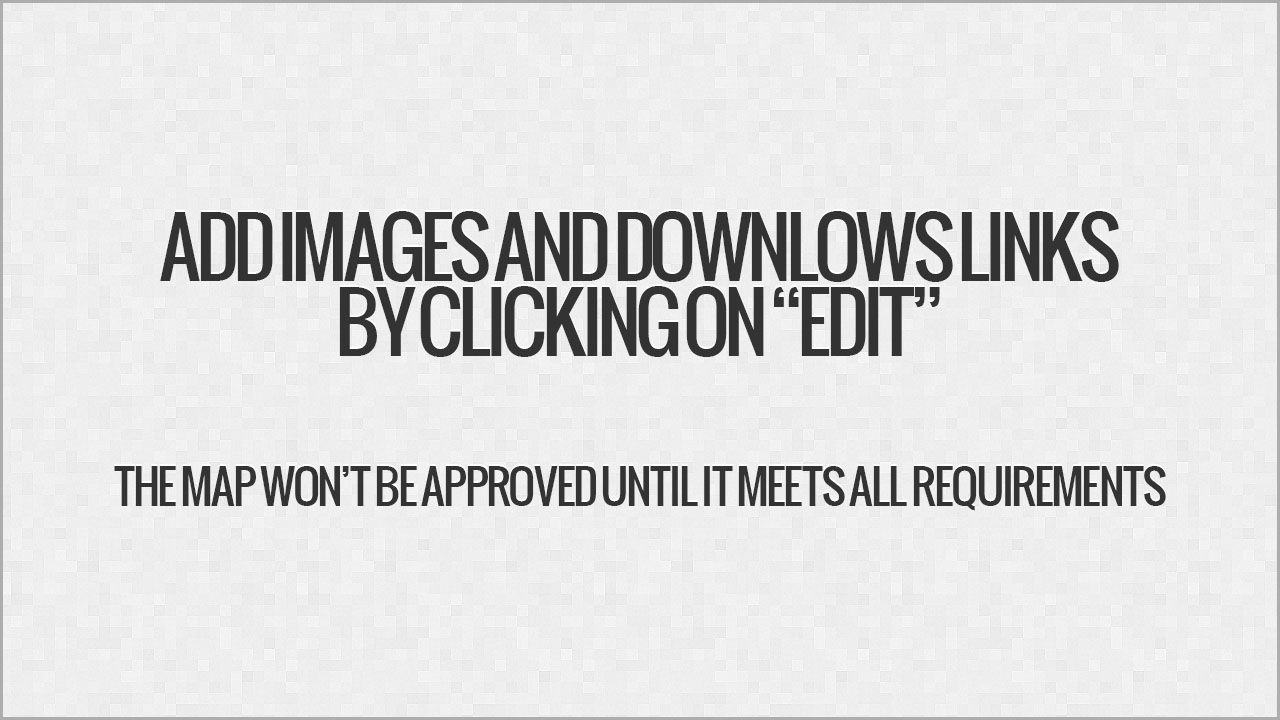 ADD IMAGES AND DOWNLOWS LINKS
BY CLICKING ON “EDIT”
THE MAP WON’T BE APPROVED UNTIL IT MEETS ALL REQUIREMENTS